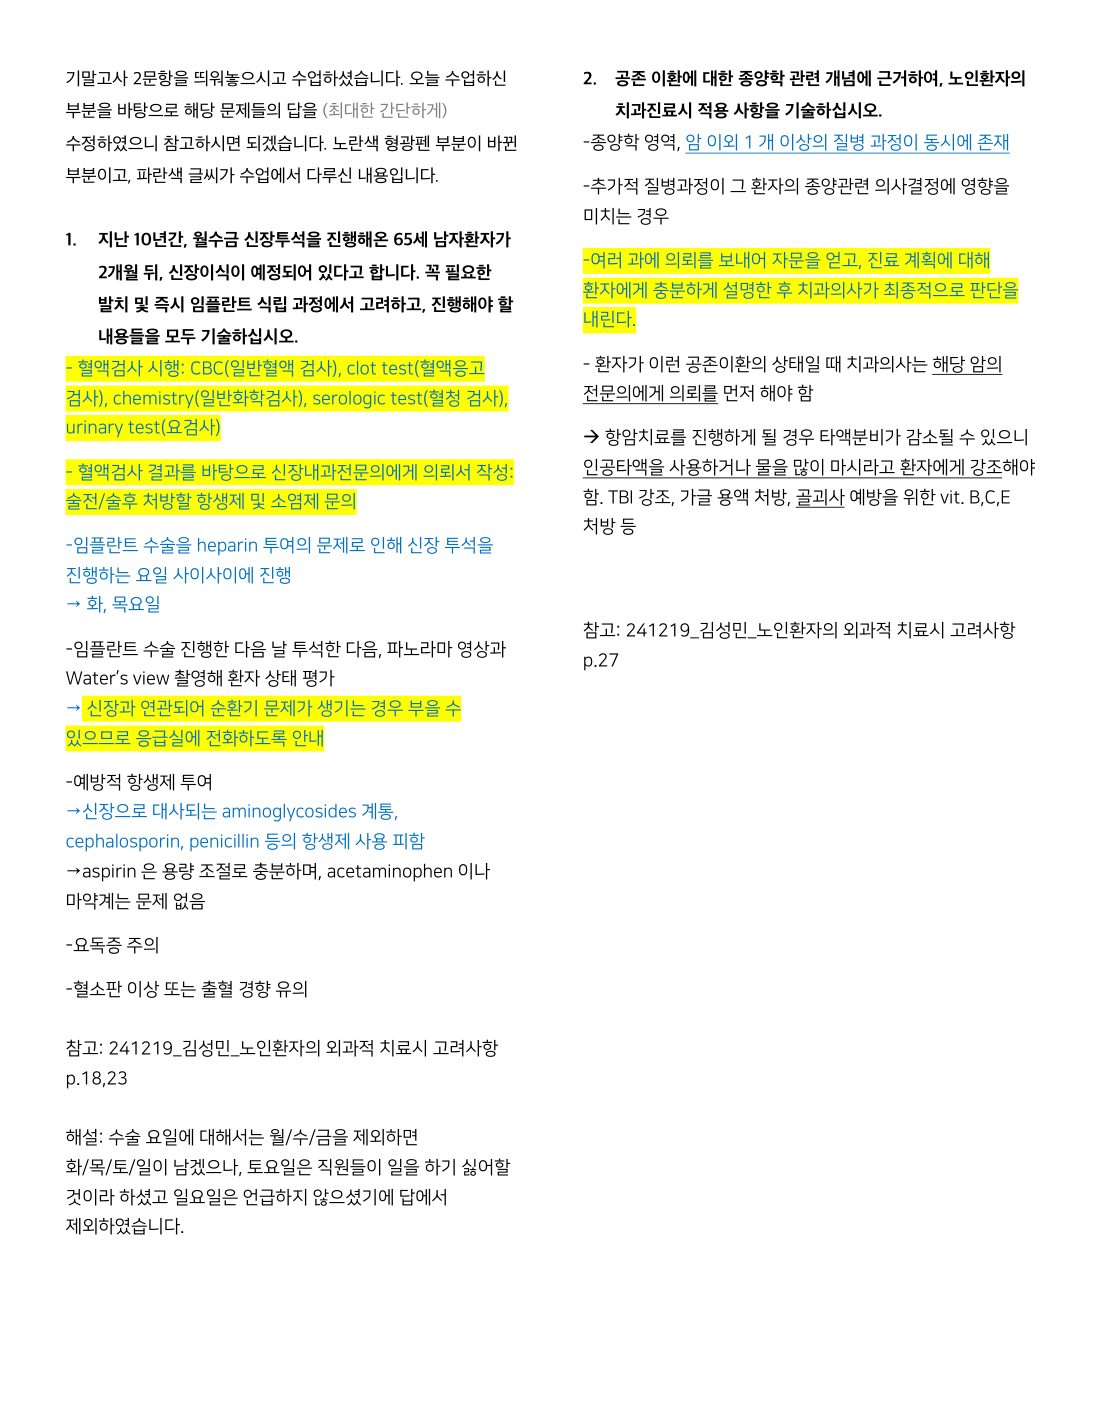 기말고사 2문항을 띄워놓으시고 수업하셨습니다. 오늘 수업하신
부분을 바탕으로 해당 문제들의 답을 (최대한 간단하게)
수정하였으니 참고하시면 되겠습니다. 노란색 형광펜 부분이 바뀐
부분이고, 파란색 글씨가 수업에서 다루신 내용입니다.
1. 지난 10년간, 월수금 신장투석을 진행해온 65세 남자환자가
2개월 뒤, 신장이식이 예정되어 있다고 합니다. 꼭 필요한
발치 및 즉시 임플란트 식립 과정에서 고려하고, 진행해야 할
내용들을 모두 기술하십시오.
- 혈액검사 시행: CBC(일반혈액 검사), clot test(혈액응고
검사), chemistry(일반화학검사), serologic test(혈청 검사),
urinary test(요검사)
- 혈액검사 결과를 바탕으로 신장내과전문의에게 의뢰서 작성:
술전/술후 처방할 항생제 및 소염제 문의
-임플란트 수술을 heparin 투여의 문제로 인해 신장 투석을
진행하는 요일 사이사이에 진행
→ 화, 목요일
-임플란트 수술 진행한 다음 날 투석한 다음, 파노라마 영상과
Water's view 촬영해 환자 상태 평가
→ 신장과 연관되어 순환기 문제가 생기는 경우 부을 수
있으므로 응급실에 전화하도록 안내
-예방적 항생제 투여
→신장으로 대사되는 aminoglycosides 계통,
cephalosporin, penicillin 등의 항생제 사용 피함
→aspirin 은 용량 조절로 충분하며, acetaminophen 이나
마약계는 문제 없음
-요독증 주의
-혈소판 이상 또는 출혈 경향 유의
참고: 241219_김성민_노인환자의 외과적 치료시 고려사항
p.18,23
해설: 수술 요일에 대해서는 월/수/금을 제외하면
화/목/토/일이 남겠으나, 토요일은 직원들이 일을 하기 싫어할
것이라 하셨고 일요일은 언급하지 않으셨기에 답에서
제외하였습니다.
2. 공존 이환에 대한 종양학 관련 개념에 근거하여, 노인환자의
치과진료시 적용 사항을 기술하십시오.
-종양학 영역, 암 이외 1 개 이상의 질병 과정이 동시에 존재
-추가적 질병과정이 그 환자의 종양관련 의사결정에 영향을
미치는 경우
-여러 과에 의뢰를 보내어 자문을 얻고, 진료 계획에 대해
환자에게 충분하게 설명한 후 치과의사가 최종적으로 판단을
내린다.
- 환자가 이런 공존이환의 상태일 때 치과의사는 해당 암의
전문의에게 의뢰를 먼저 해야 함
→ 항암치료를 진행하게 될 경우 타액분비가 감소될 수 있으니
인공타액을 사용하거나 물을 많이 마시라고 환자에게 강조해야
함. TBI 강조, 가글 용액 처방, 골괴사 예방을 위한 vit. B,C,E
처방 등
참고: 241219_김성민_노인환자의 외과적 치료시 고려사항
p.27